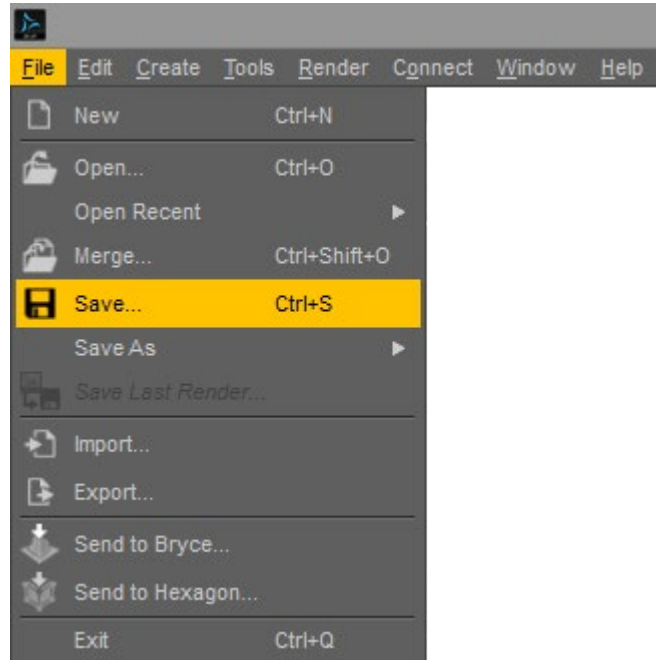 File Edit Create Tools Render Connect Window Help
New Ctrl+N
Open... Ctrl+O
Open Recent
Merge... Ctrl+Shift+O
Save... Ctrl+S
Save As
Save Last Render...
Import...
Export...
Send to Bryce...
Send to Hexagon...
Exit Ctrl+Q